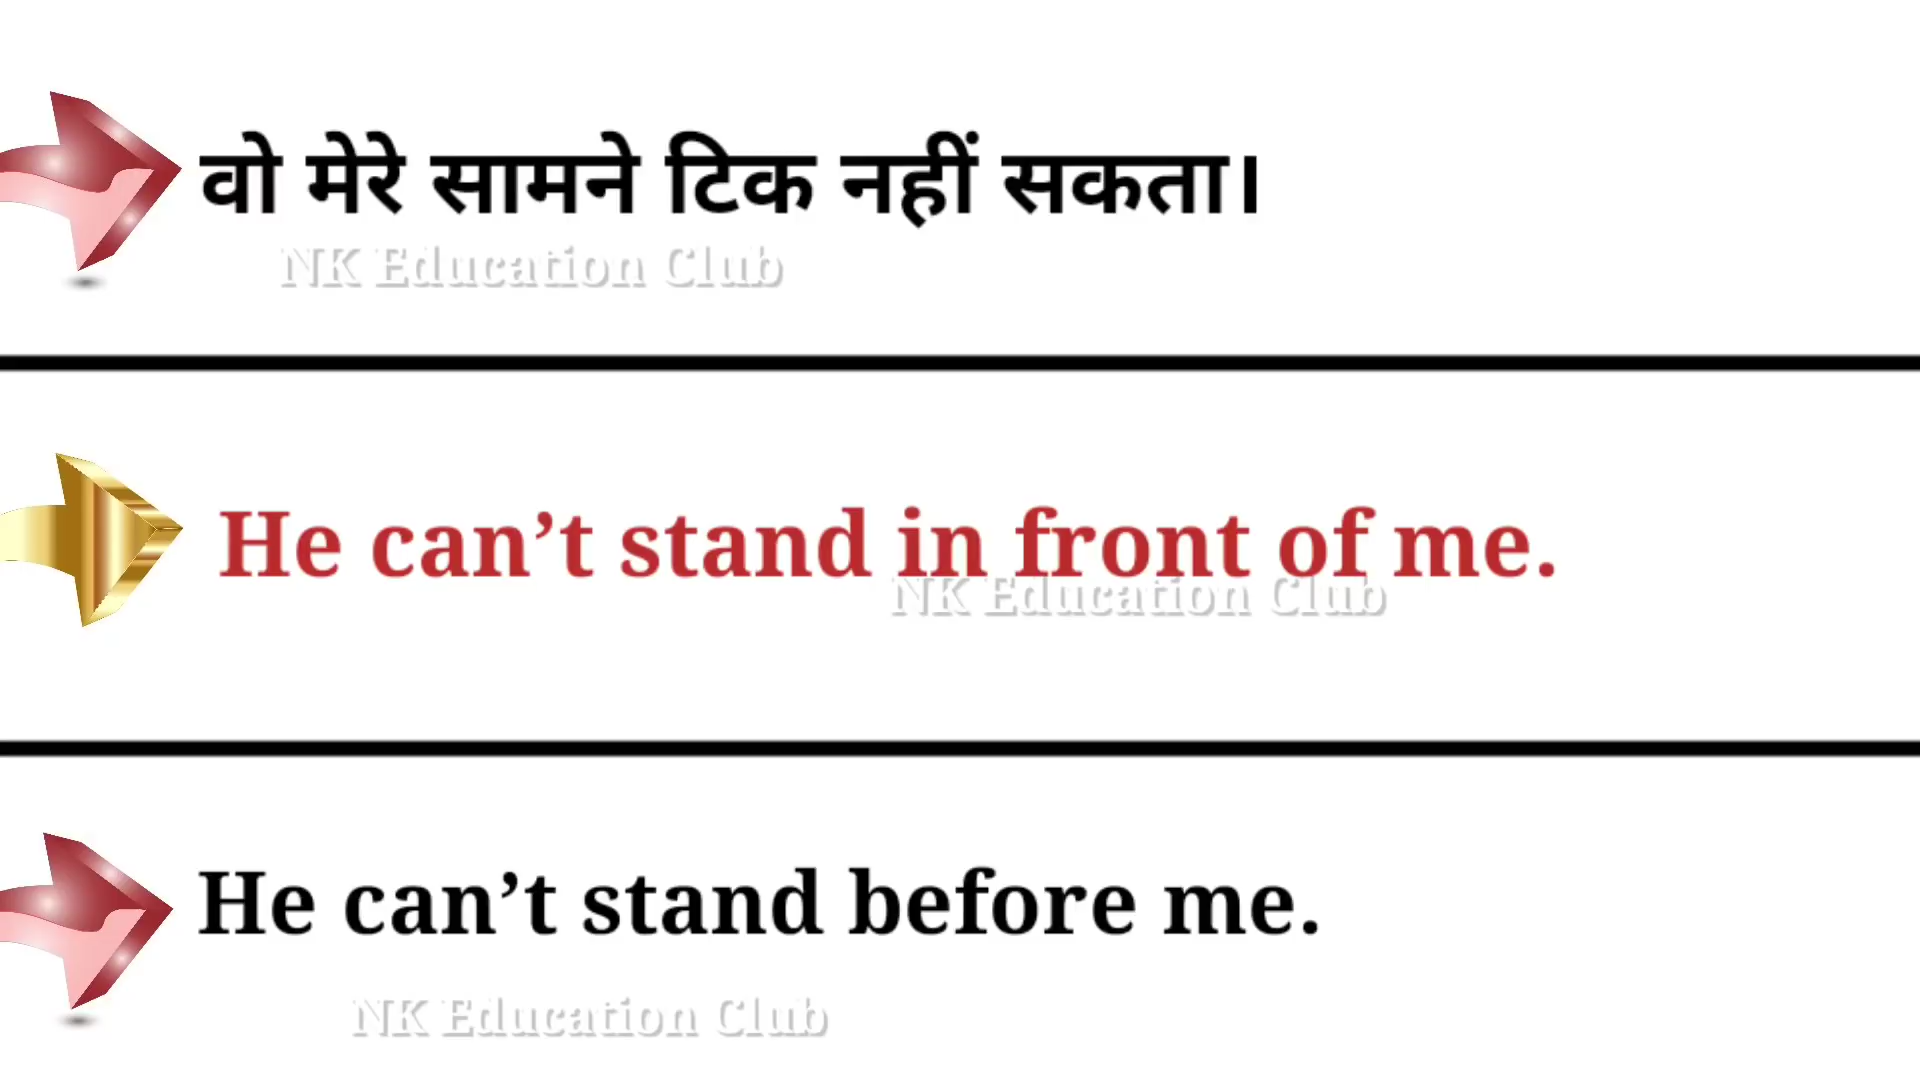 वो मेरे सामने टिक नहीं सकता।
NK Education Club
He can’t stand in front of me.
NK Education Club
He can’t stand before me.
NK Education Club